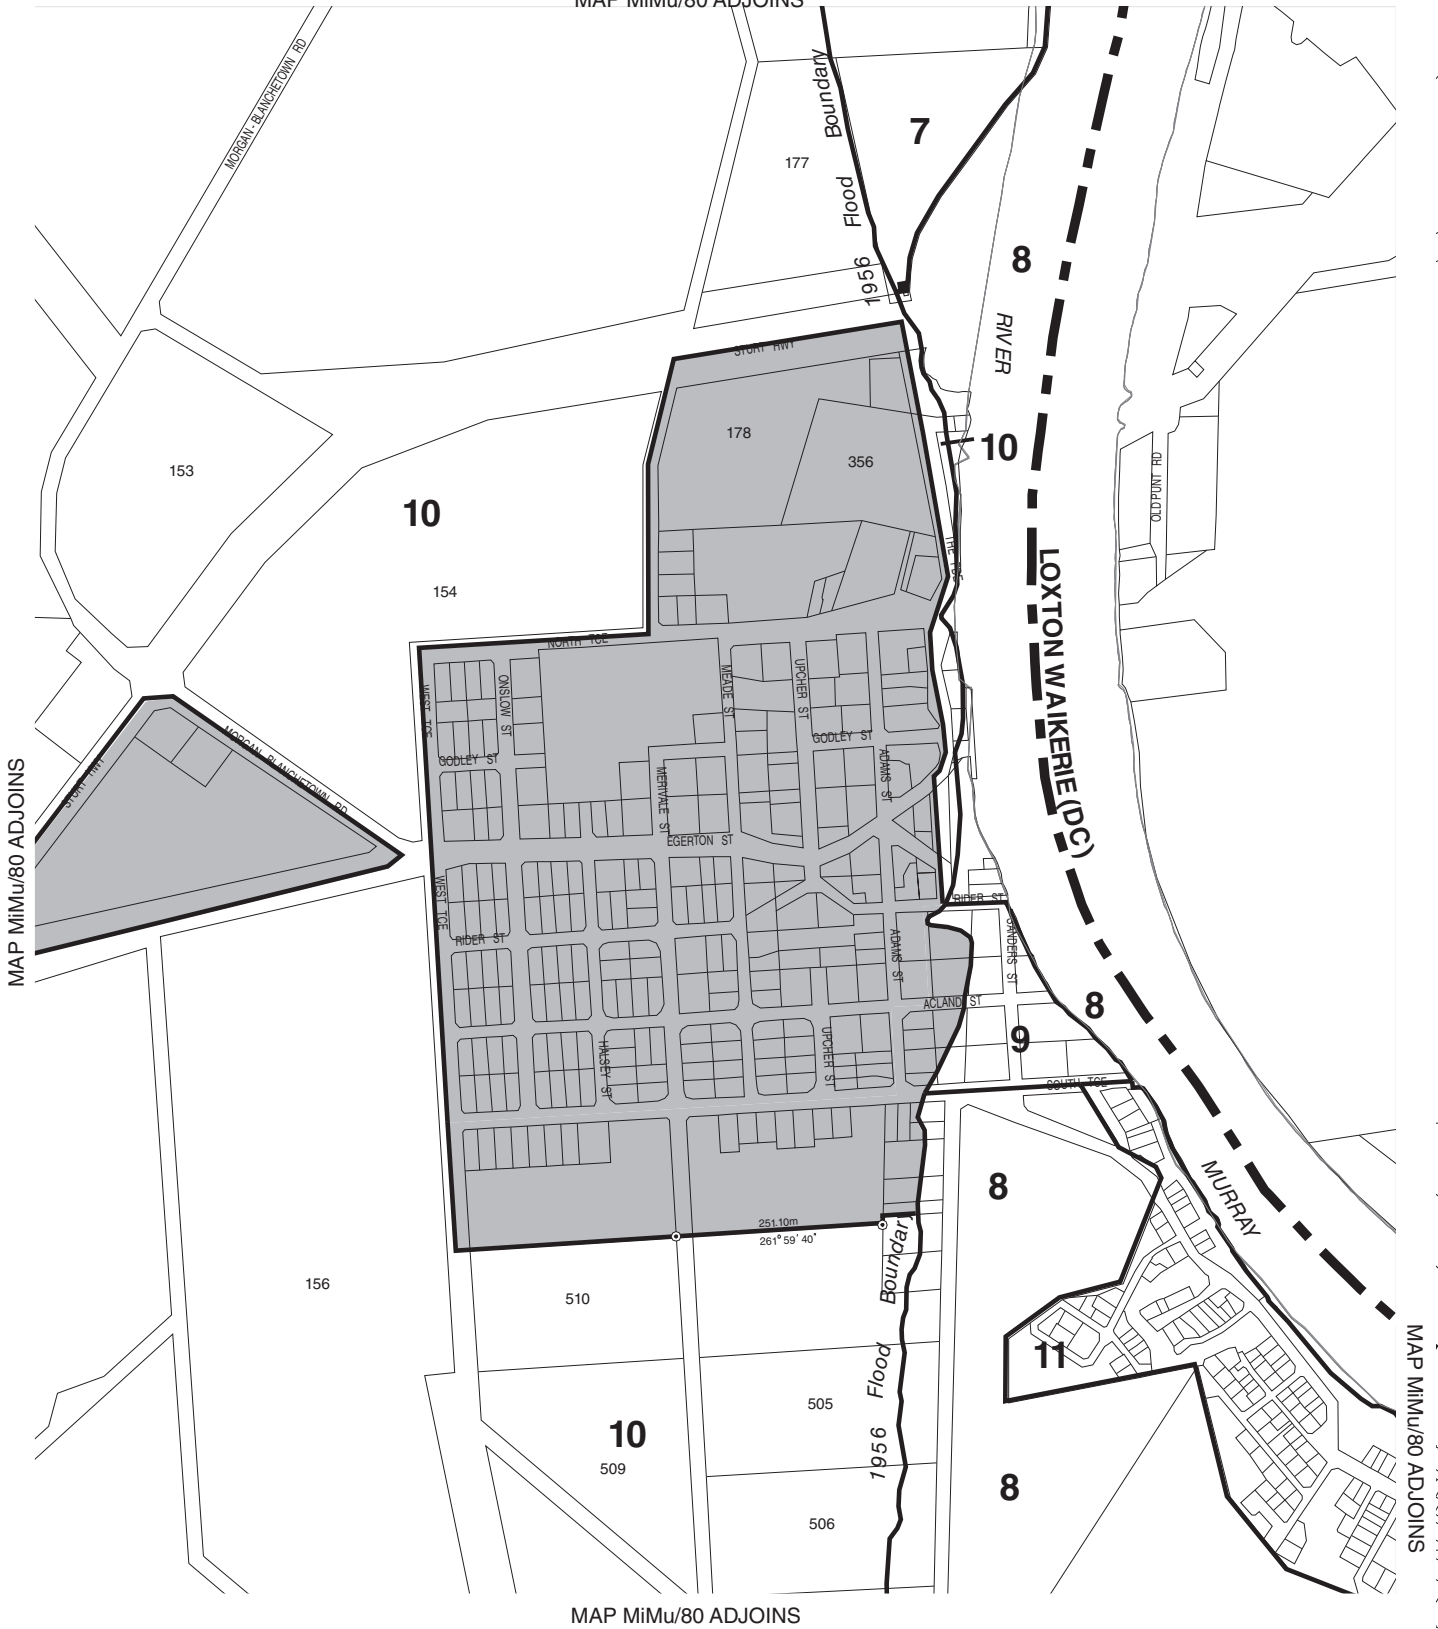 MAP MiMu/80 ADJOINS
MORGAN - BLANCHETOWN RD
1956 Flood Boundary
7
177
8
RIVER
STURT HWY
178
356
10
153
10
154
OLD PUNT RD
THE PDE
LOXTON WAIKERIE (DC)
NORTH TCE
WEST TCE
ONSLOW ST
MEADE ST
UPCHER ST
GODLEY ST
GODLEY ST
ADAMS ST
MERIVALE ST
EGERTON ST
STURT HWY
MORGAN - BLANCHETOWN RD
MAP MiMu/80 ADJOINS
WEST TCE
RIDER ST
RIDER ST
SANDERS ST
ADAMS ST
ACLAND ST
8
9
HALSEY ST
UPCHER ST
SOUTH TCE
MURRAY
8
251.10m
261° 59' 40"
1956 Flood Boundary
156
510
11
505
10
509
8
506
MAP MiMu/80 ADJOINS
MAP MiMu/80 ADJOINS